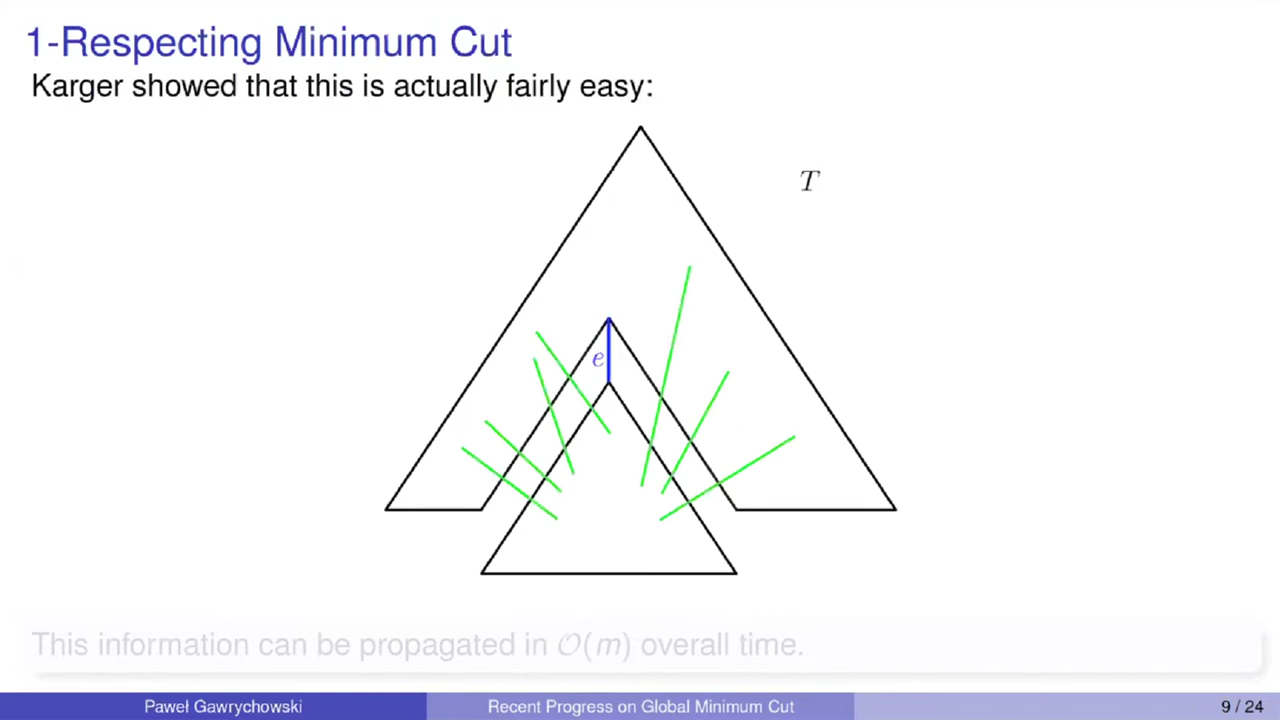 1-Respecting Minimum Cut
Karger showed that this is actually fairly easy:
T
e
This information can be propagated in 𝒪(m) overall time.
Paweł Gawrychowski
Recent Progress on Global Minimum Cut
9 / 24